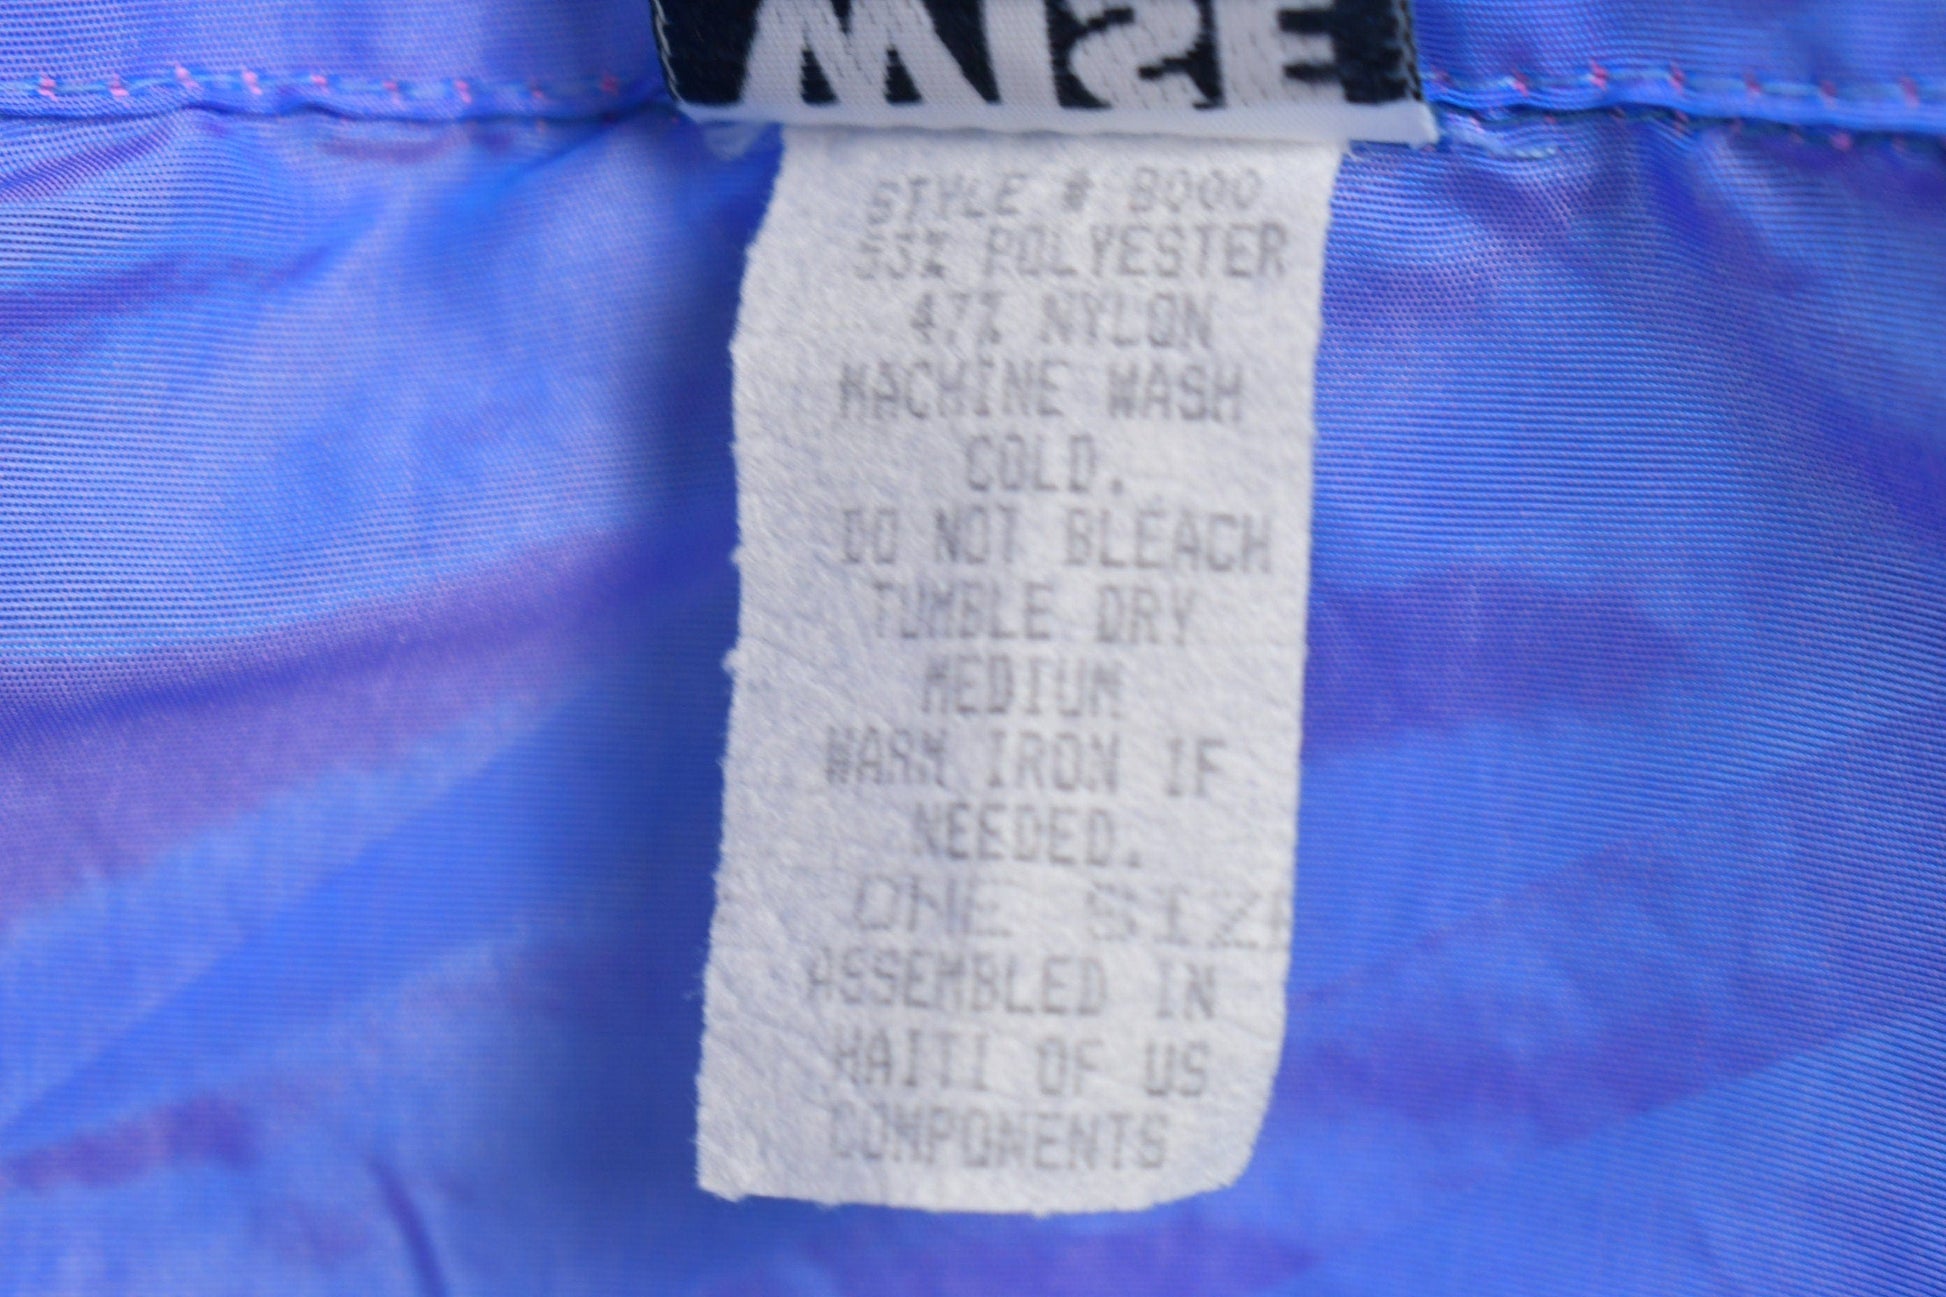 WISE
STYLE # 8000
53% POLYESTER
47% NYLON
MACHINE WASH
COLD.
DO NOT BLEACH
TUMBLE DRY
MEDIUM
WARM IRON IF
NEEDED.
ONE SIZE
ASSEMBLED IN
HAITI OF US
COMPONENTS